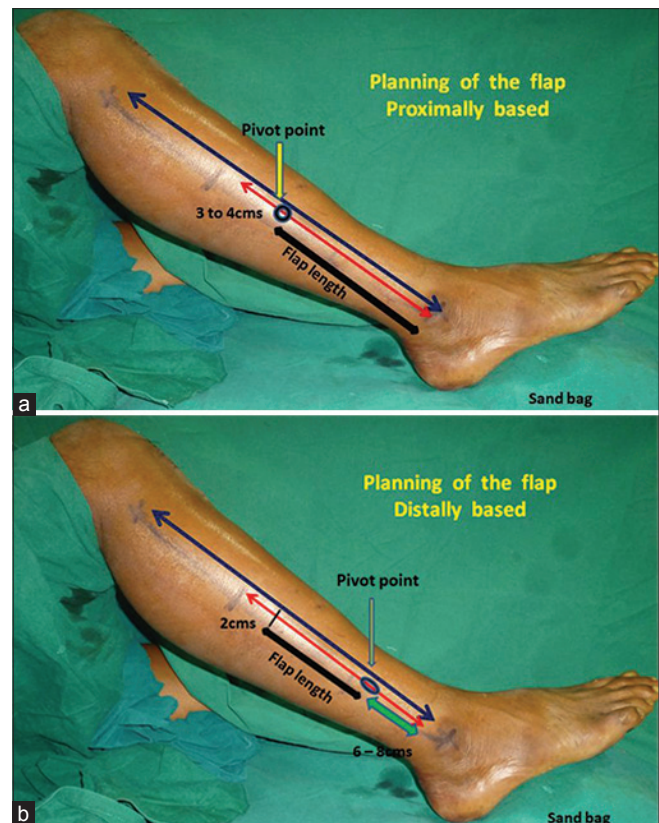 Planning of the flap
Proximally based
Pivot point
3 to 4cms
Flap length
Sand bag
a
Planning of the flap
Distally based
Pivot point
2cms
Flap length
6 – 8cms
Sand bag
b